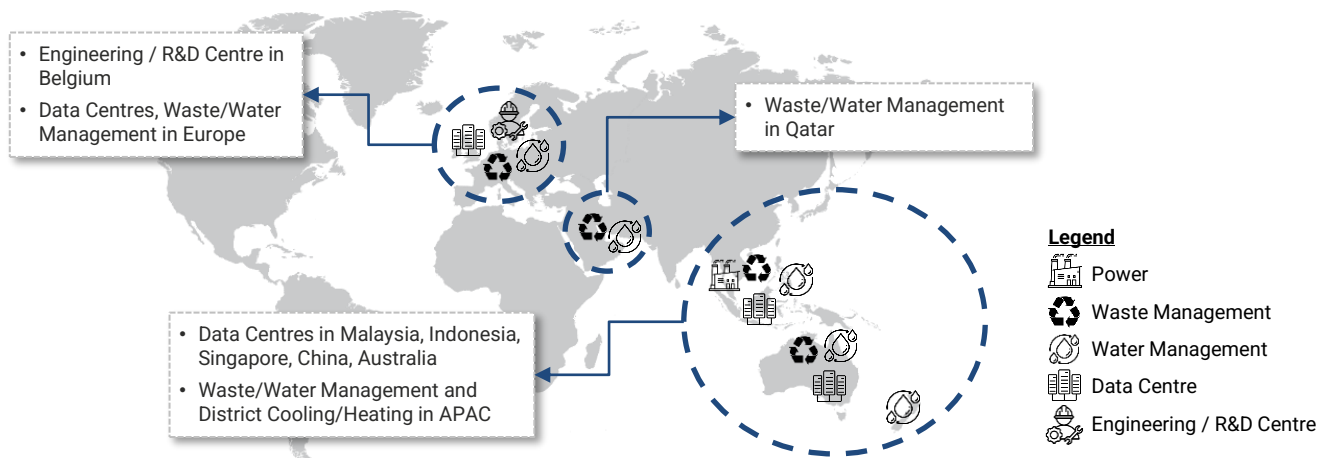 • Engineering / R&D Centre in
Belgium
• Data Centres, Waste/Water
Management in Europe
• Waste/Water Management
in Qatar
• Data Centres in Malaysia, Indonesia,
Singapore, China, Australia
• Waste/Water Management and
District Cooling/Heating in APAC
Legend
Power
Waste Management
Water Management
Data Centre
Engineering / R&D Centre